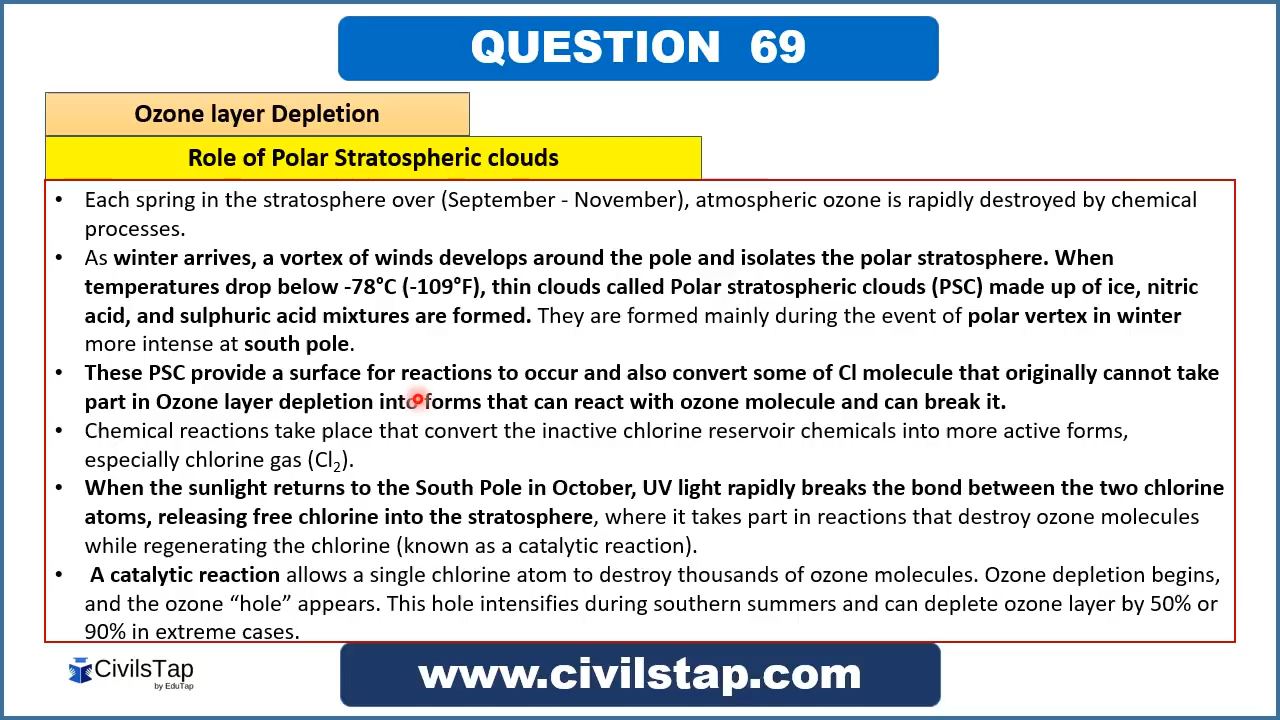 QUESTION 69
Ozone layer Depletion
Role of Polar Stratospheric clouds
• Each spring in the stratosphere over (September - November), atmospheric ozone is rapidly destroyed by chemical
processes.
• As winter arrives, a vortex of winds develops around the pole and isolates the polar stratosphere. When
temperatures drop below -78°C (-109°F), thin clouds called Polar stratospheric clouds (PSC) made up of ice, nitric
acid, and sulphuric acid mixtures are formed. They are formed mainly during the event of polar vertex in winter
more intense at south pole.
• These PSC provide a surface for reactions to occur and also convert some of Cl molecule that originally cannot take
part in Ozone layer depletion into forms that can react with ozone molecule and can break it.
• Chemical reactions take place that convert the inactive chlorine reservoir chemicals into more active forms,
especially chlorine gas (Cl₂).
• When the sunlight returns to the South Pole in October, UV light rapidly breaks the bond between the two chlorine
atoms, releasing free chlorine into the stratosphere, where it takes part in reactions that destroy ozone molecules
while regenerating the chlorine (known as a catalytic reaction).
• A catalytic reaction allows a single chlorine atom to destroy thousands of ozone molecules. Ozone depletion begins,
and the ozone “hole” appears. This hole intensifies during southern summers and can deplete ozone layer by 50% or
90% in extreme cases.
CivilsTap
by EduTap
www.civilstap.com